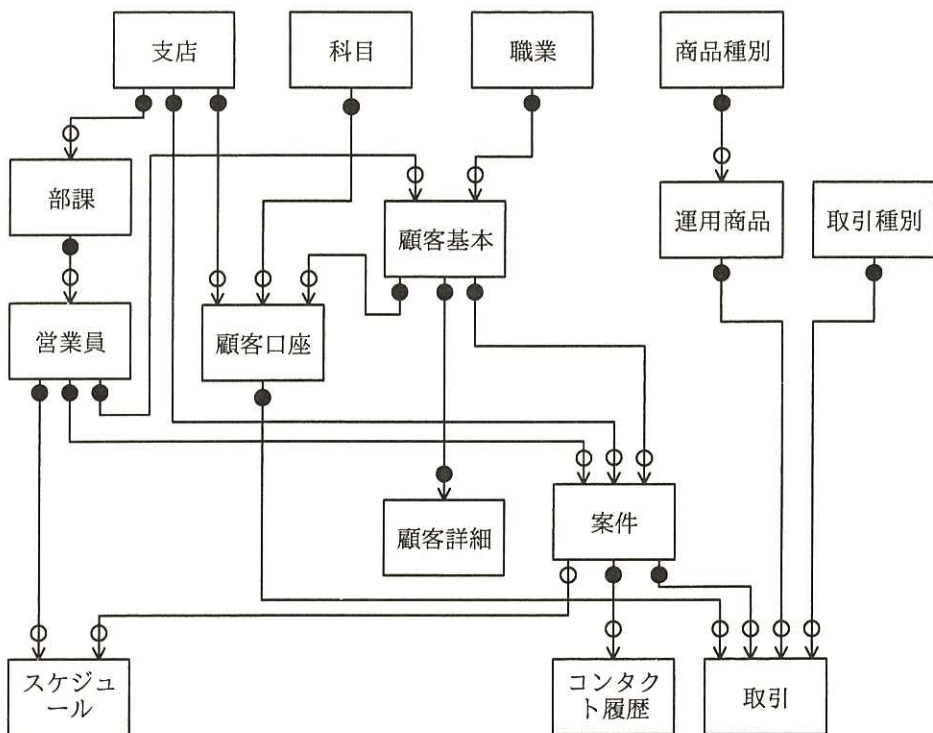 支店
科目
職業
商品種別
部課
顧客基本
運用商品
取引種別
営業員
顧客口座
顧客詳細
案件
スケジュ
ール
コンタク
ト履歴
取引